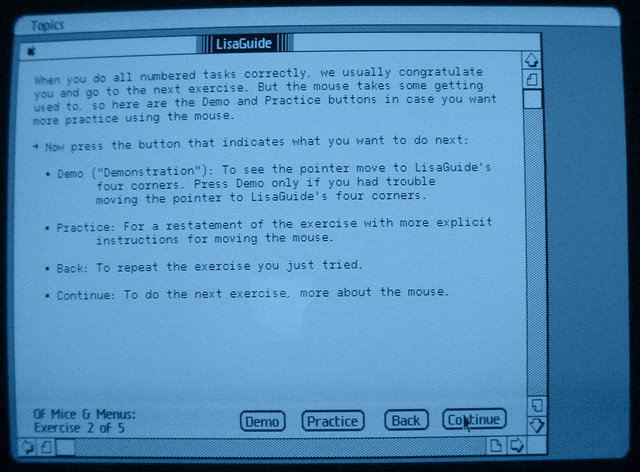 Topics
LisaGuide
When you do all numbered tasks correctly, we usually congratulate
you and go to the next exercise. But the mouse takes some getting
used to, so here are the Demo and Practice buttons in case you want
more practice using the mouse.
→ Now press the button that indicates what you want to do next:
• Demo ("Demonstration"): To see the pointer move to LisaGuide's
four corners. Press Demo only if you had trouble
moving the pointer to LisaGuide's four corners.
• Practice: For a restatement of the exercise with more explicit
instructions for moving the mouse.
• Back: To repeat the exercise you just tried.
• Continue: To do the next exercise, more about the mouse.
Of Mice & Menus:
Exercise 2 of 5
Demo Practice Back Continue